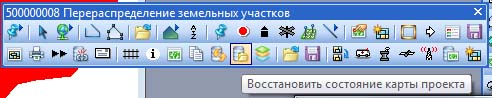 500000008 Перераспределение земельных участков
Восстановить состояние карты проекта